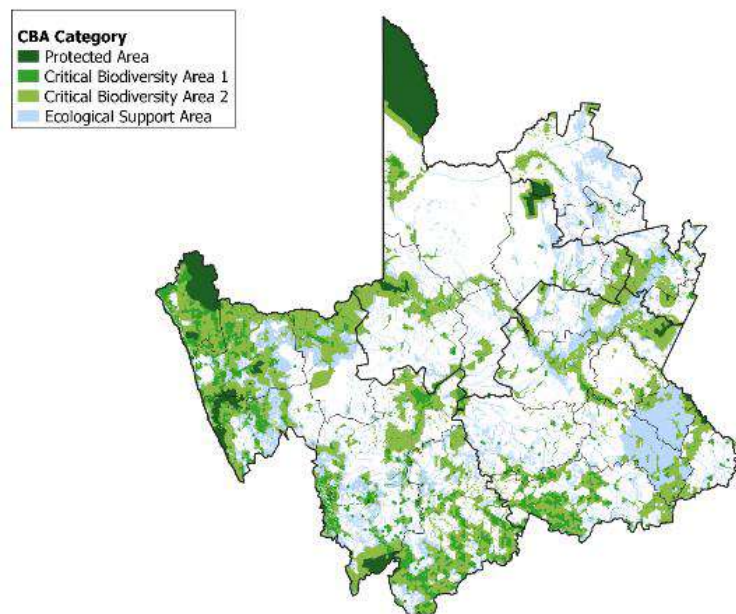 CBA Category
Protected Area
Critical Biodiversity Area 1
Critical Biodiversity Area 2
Ecological Support Area